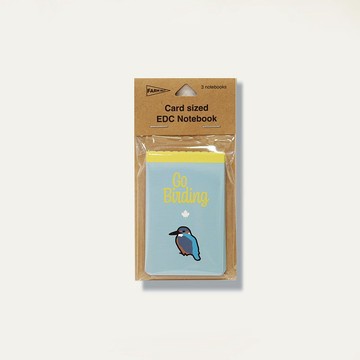 3 notebooks
Card sized
EDC Notebook
Go
Birding